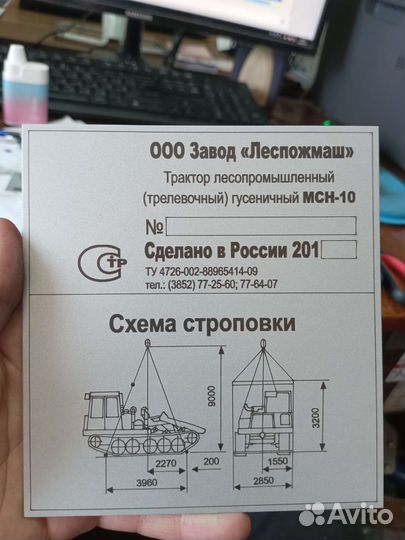 ООО Завод «Леспожмаш»
Трактор лесопромышленный
(трелевочный) гусеничный МСН-10
№
Сделано в России 201
СТР
ТУ 4726-002-88965414-09
тел.: (3852) 77-25-60; 77-64-07
Схема строповки
9000
3200
2270
200
1550
3960
2850
Avito